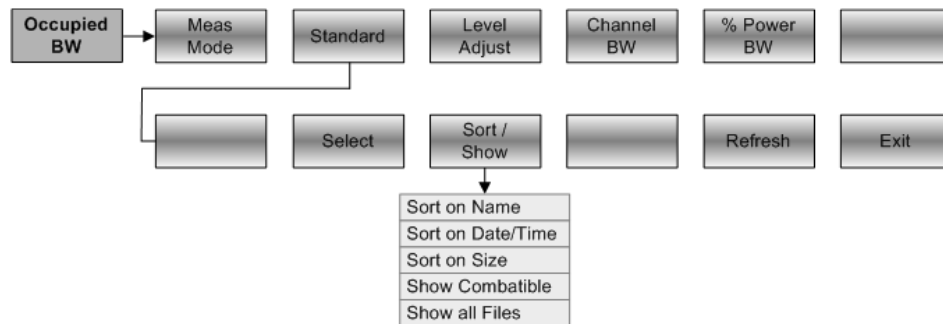 Occupied
BW
Meas
Mode
Standard
Level
Adjust
Channel
BW
% Power
BW
Select
Sort /
Show
Refresh
Exit
Sort on Name
Sort on Date/Time
Sort on Size
Show Combatible
Show all Files